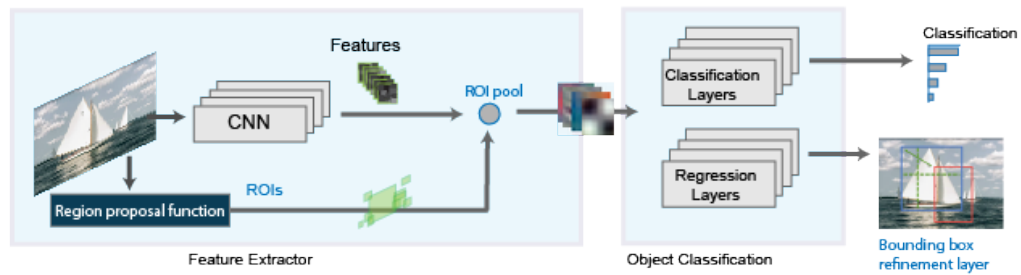 Features
CNN
ROI pool
ROIs
Region proposal function
Feature Extractor
Classification
Layers
Regression
Layers
Object Classification
Classification
Bounding box
refinement layer